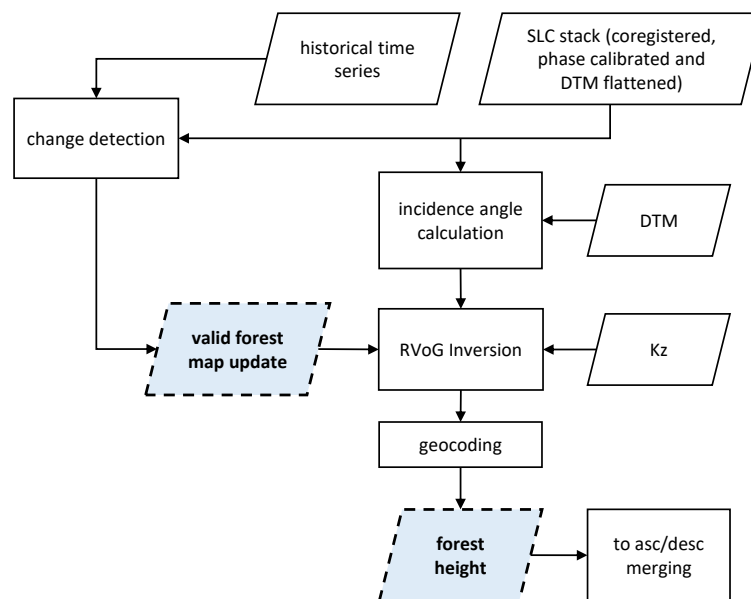 historical time
series
SLC stack (coregistered,
phase calibrated and
DTM flattened)
change detection
incidence angle
calculation
DTM
valid forest
map update
RVoG Inversion
Kz
geocoding
forest
height
to asc/desc
merging